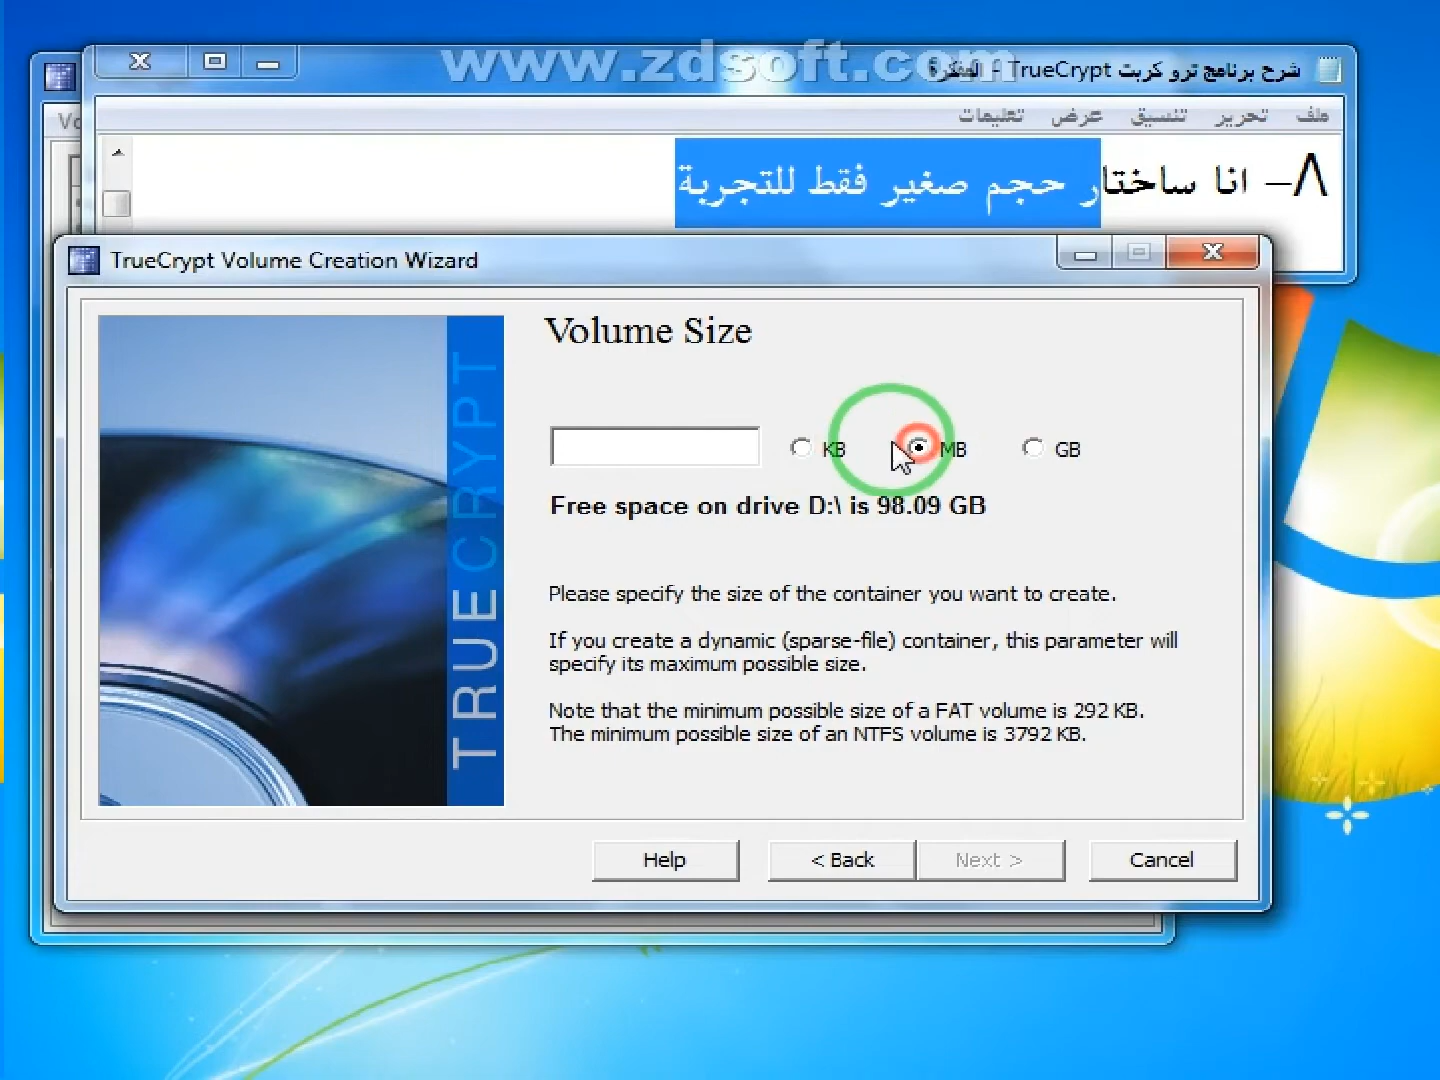 www.zdsoft.com
شرح برنامج ترو كربت TrueCrypt - المفكرة
ملف تحرير تنسيق عرض تعليمات
٨- انا ساختار حجم صغير فقط للتجربة
TrueCrypt Volume Creation Wizard
TRUECRYPT
Volume Size
KB MB GB
Free space on drive D:\ is 98.09 GB
Please specify the size of the container you want to create.
If you create a dynamic (sparse-file) container, this parameter will
specify its maximum possible size.
Note that the minimum possible size of a FAT volume is 292 KB.
The minimum possible size of an NTFS volume is 3792 KB.
Help < Back Next > Cancel